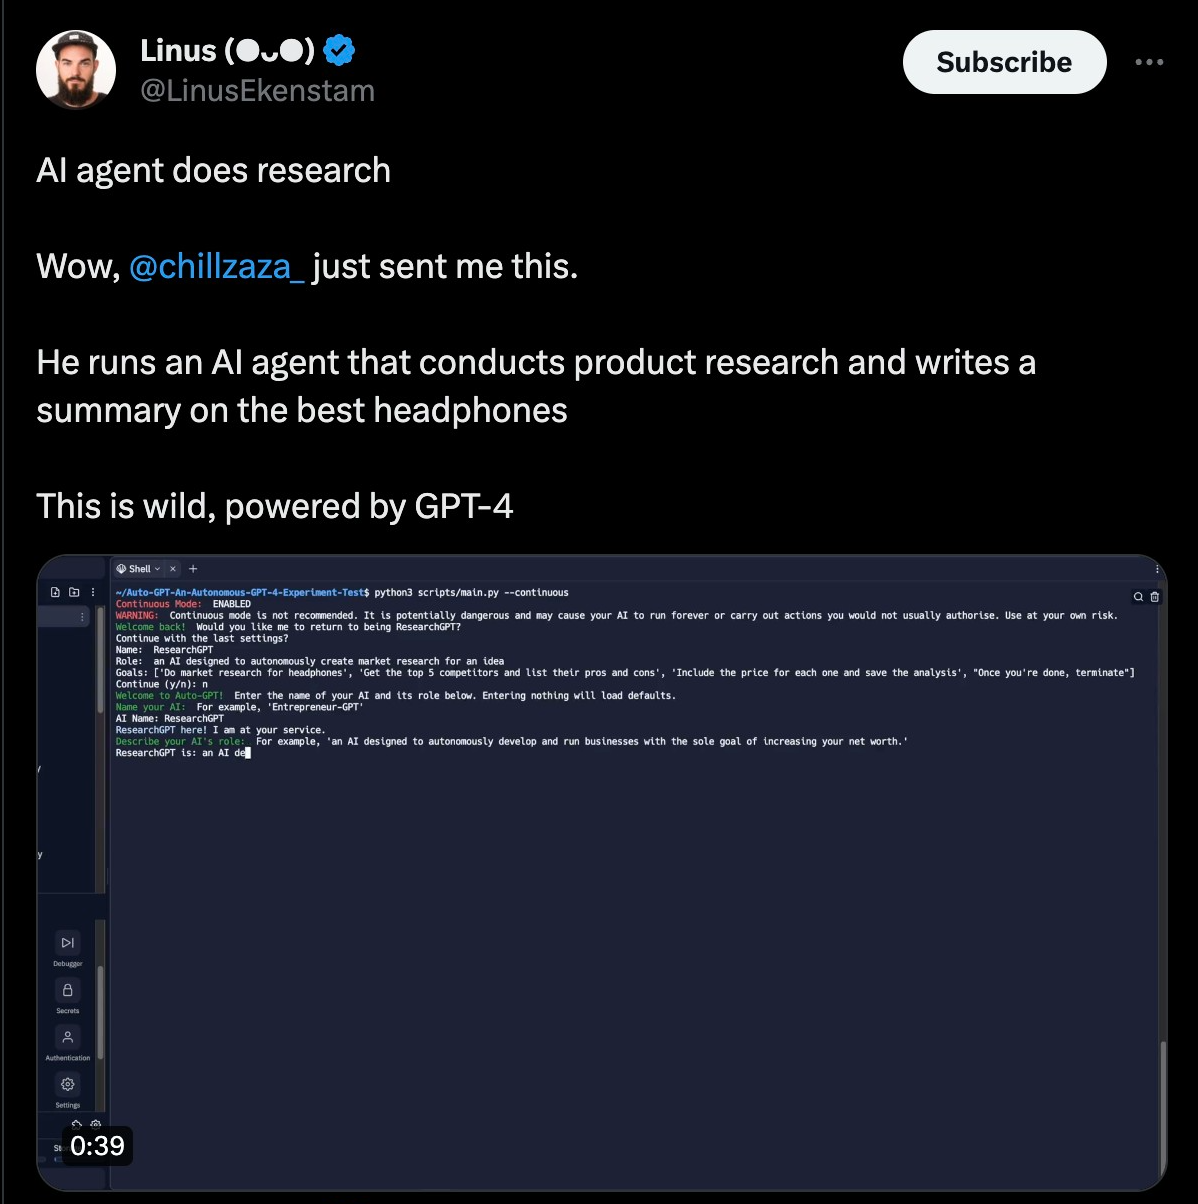 Linus (●ᴗ●)
@LinusEkenstam
Subscribe
AI agent does research
Wow, @chillzaza_ just sent me this.
He runs an AI agent that conducts product research and writes a
summary on the best headphones
This is wild, powered by GPT-4
Shell
~/Auto-GPT-An-Autonomous-GPT-4-Experiment-Test$ python3 scripts/main.py --continuous
Continuous Mode: ENABLED
WARNING: Continuous mode is not recommended. It is potentially dangerous and may cause your AI to run forever or carry out actions you would not usually authorise. Use at your own risk.
Welcome back! Would you like me to return to being ResearchGPT?
Continue with the last settings?
Name: ResearchGPT
Role: an AI designed to autonomously create market research for an idea
Goals: ['Do market research for headphones', 'Get the top 5 competitors and list their pros and cons', 'Include the price for each one and save the analysis', "Once you're done, terminate"]
Continue (y/n): n
Welcome to Auto-GPT! Enter the name of your AI and its role below. Entering nothing will load defaults.
Name your AI: For example, 'Entrepreneur-GPT'
AI Name: ResearchGPT
ResearchGPT here! I am at your service.
Describe your AI's role: For example, 'an AI designed to autonomously develop and run businesses with the sole goal of increasing your net worth.'
ResearchGPT is: an AI de
Debugger
Secrets
Authentication
Settings
0:39